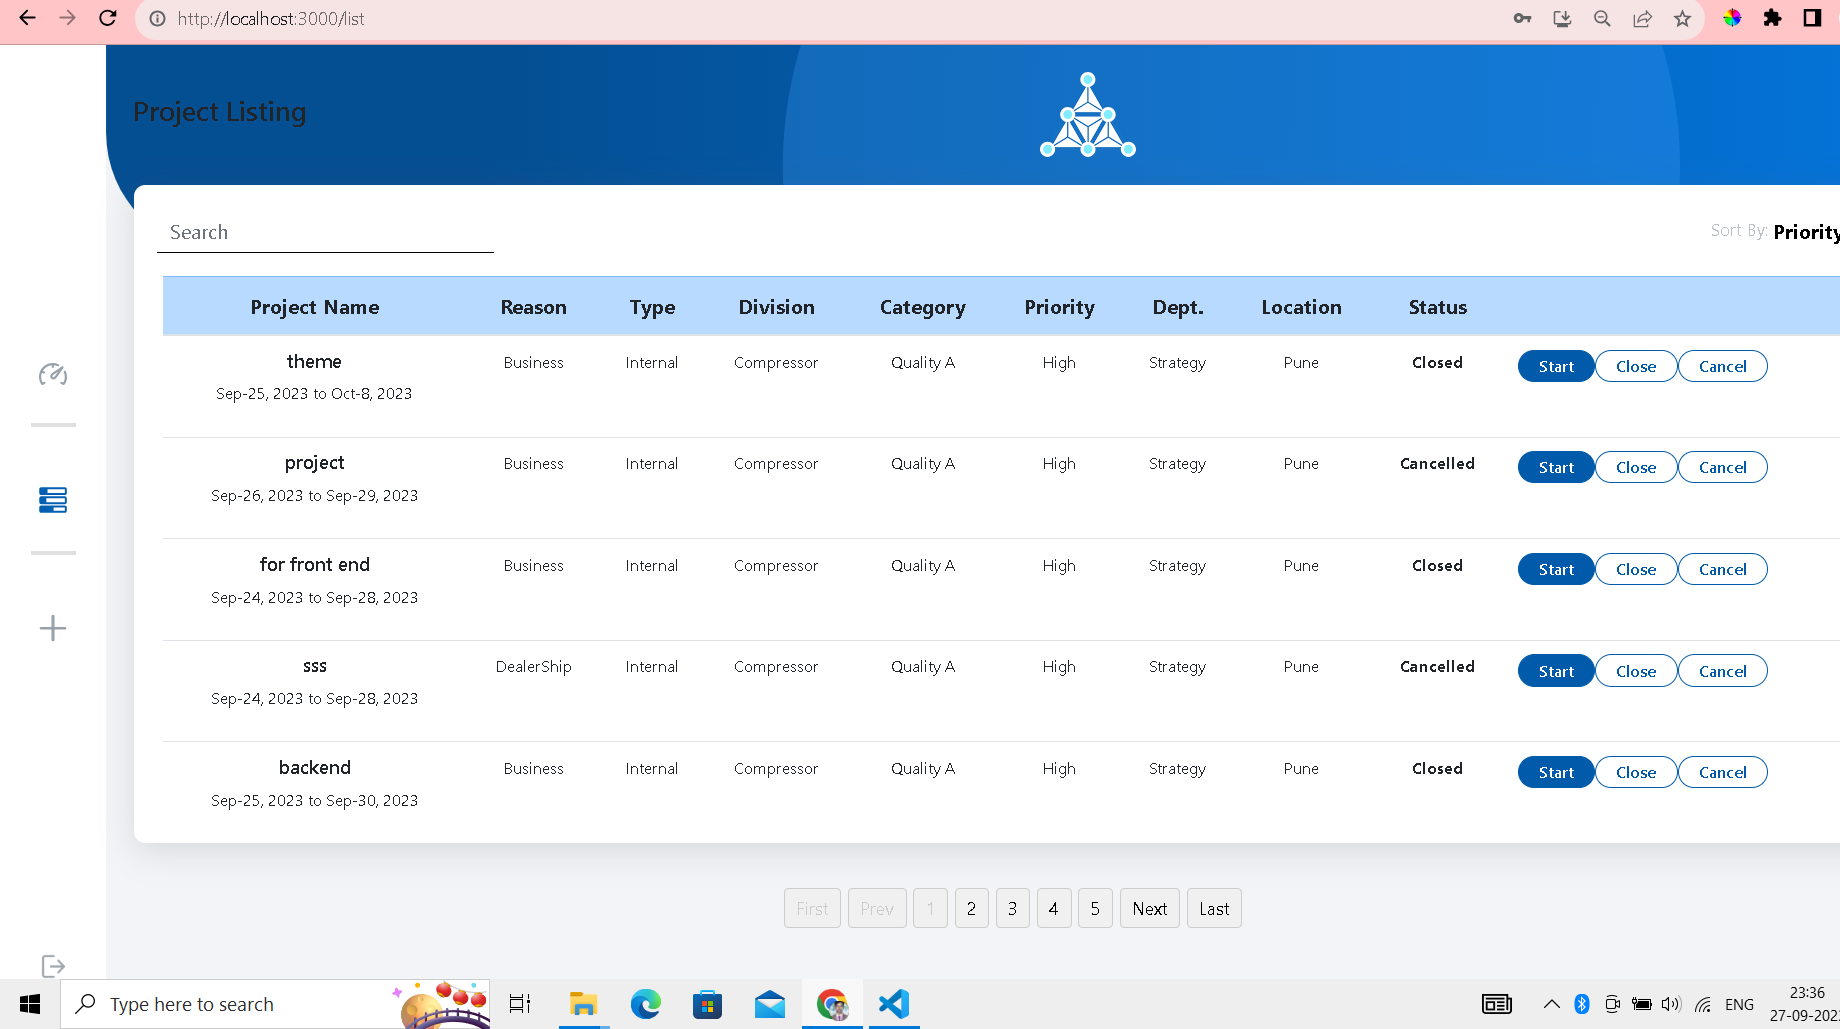 http://localhost:3000/list
Project Listing
Search
Sort By: Priority
Project Name Reason Type Division Category Priority Dept. Location Status
theme Business Internal Compressor Quality A High Strategy Pune Closed Start Close Cancel
Sep-25, 2023 to Oct-8, 2023
project Business Internal Compressor Quality A High Strategy Pune Cancelled Start Close Cancel
Sep-26, 2023 to Sep-29, 2023
for front end Business Internal Compressor Quality A High Strategy Pune Closed Start Close Cancel
Sep-24, 2023 to Sep-28, 2023
sss DealerShip Internal Compressor Quality A High Strategy Pune Cancelled Start Close Cancel
Sep-24, 2023 to Sep-28, 2023
backend Business Internal Compressor Quality A High Strategy Pune Closed Start Close Cancel
Sep-25, 2023 to Sep-30, 2023
First Prev 1 2 3 4 5 Next Last
Type here to search
ENG
23:36
27-09-202